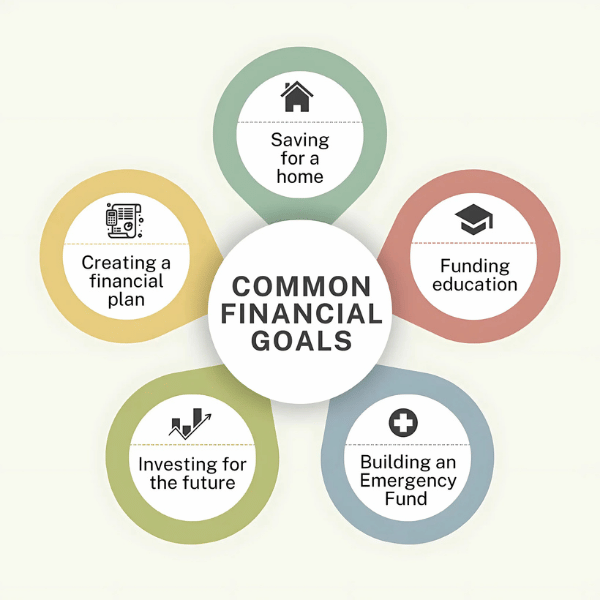 Saving
for a
home
Creating a
financial
plan
Funding
education
COMMON
FINANCIAL
GOALS
Investing for
the future
Building an
Emergency
Fund